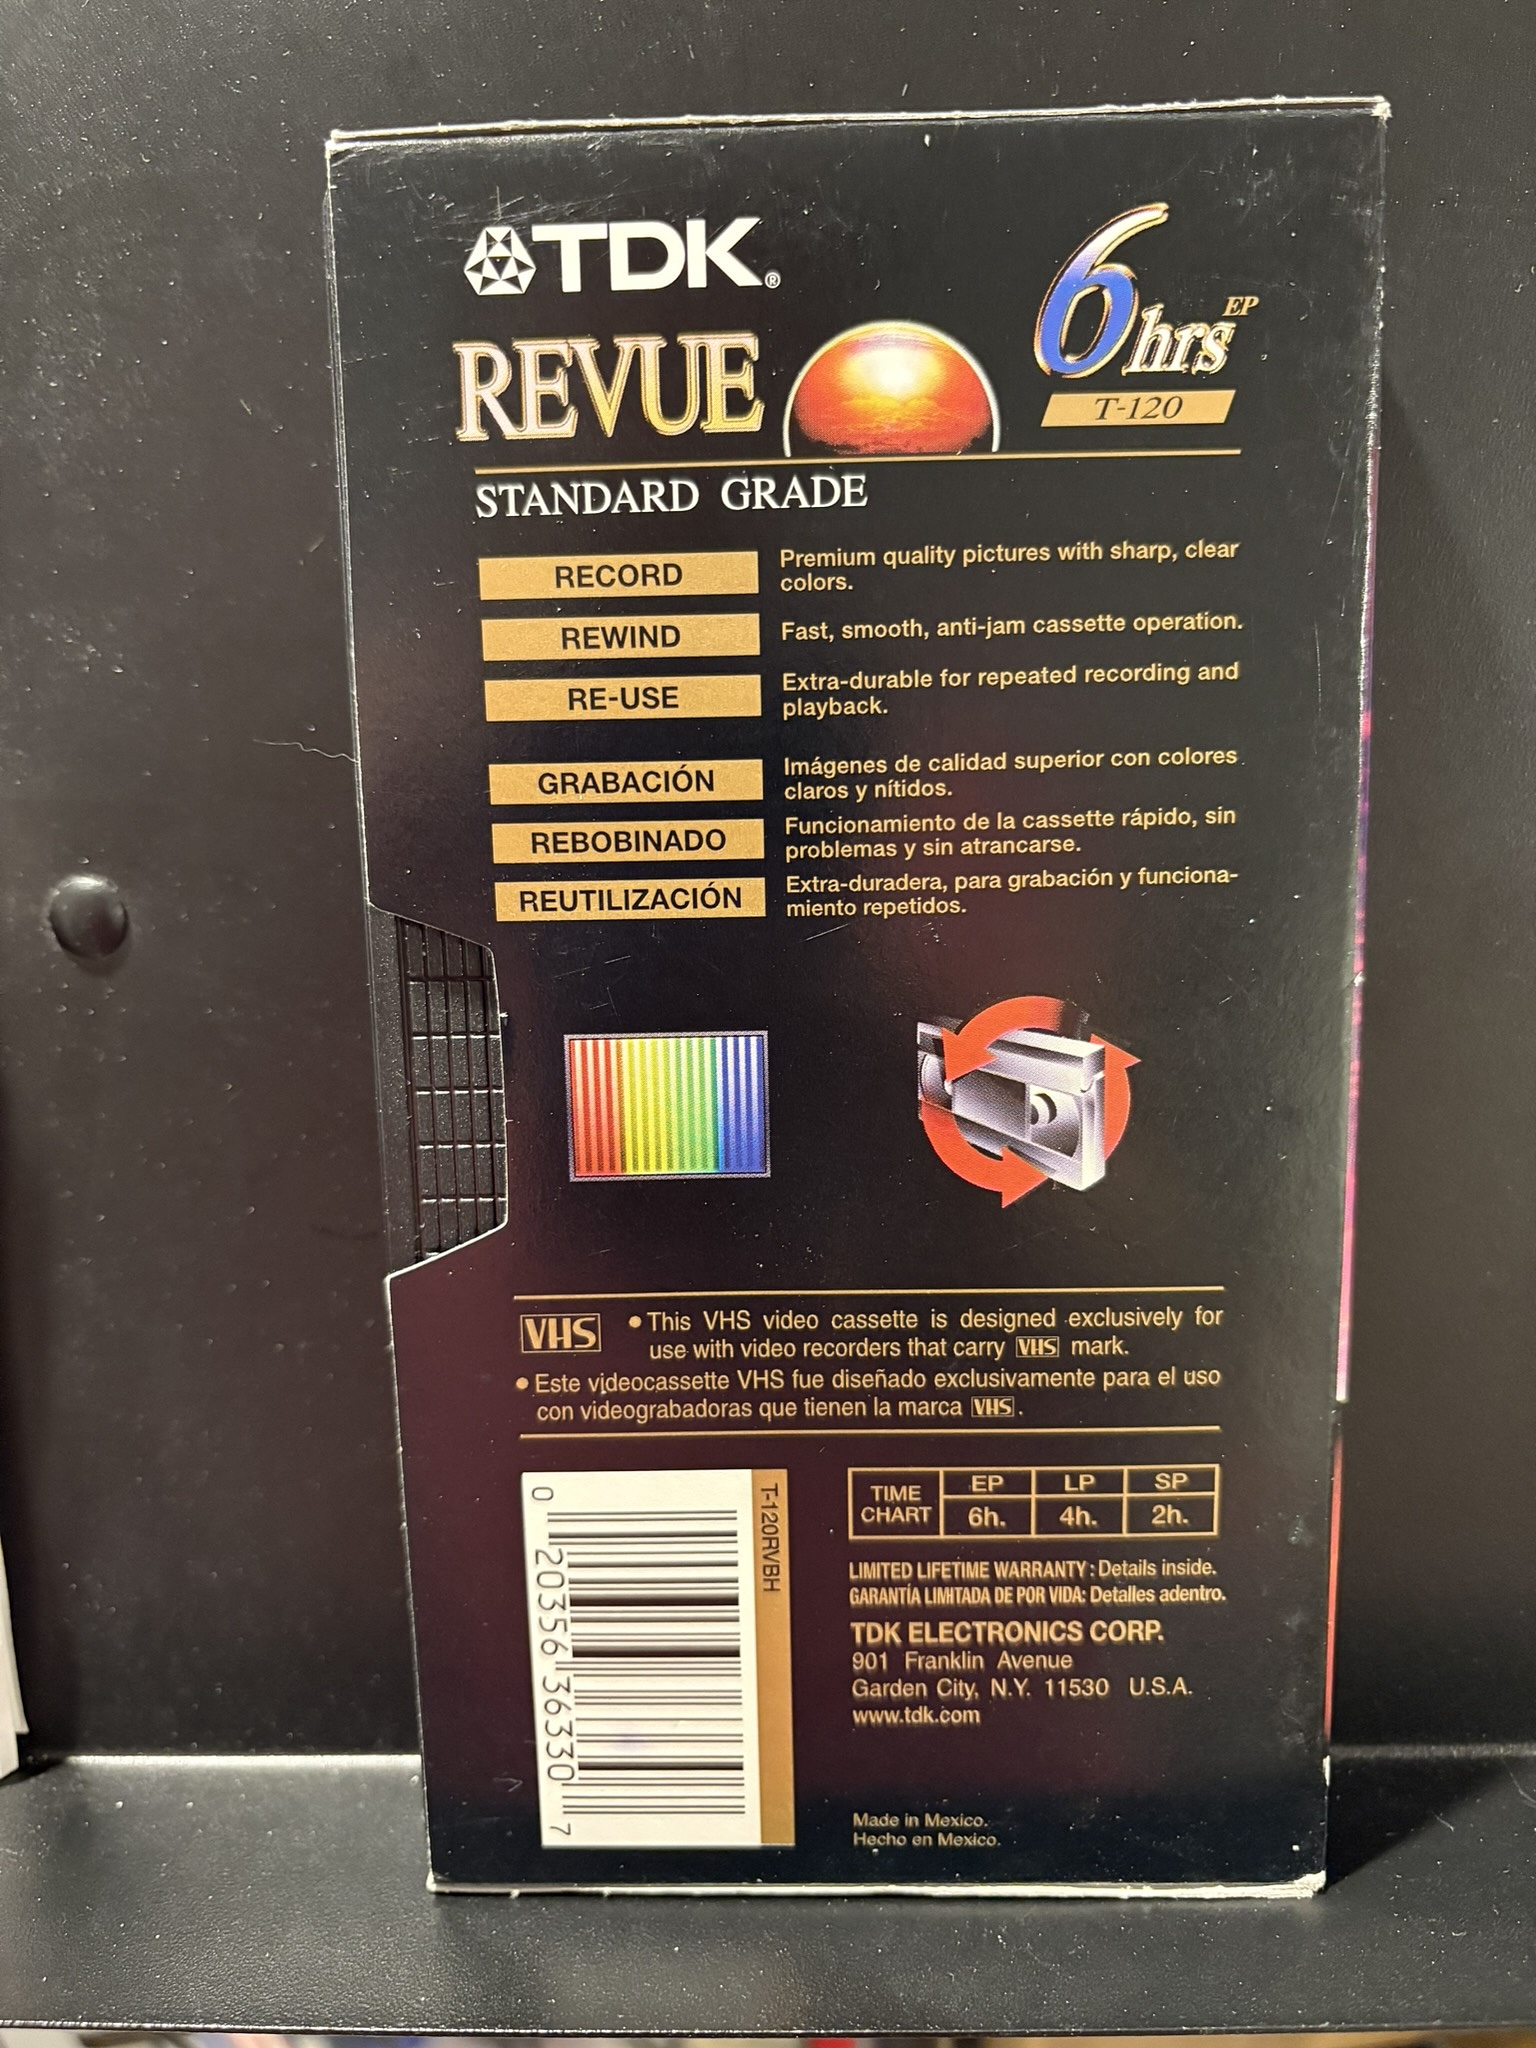 TDK®
REVUE
6 hrs EP
T-120
STANDARD GRADE
RECORD
Premium quality pictures with sharp, clear
colors.
REWIND
Fast, smooth, anti-jam cassette operation.
RE-USE
Extra-durable for repeated recording and
playback.
GRABACIÓN
Imágenes de calidad superior con colores
claros y nítidos.
REBOBINADO
Funcionamiento de la cassette rápido, sin
problemas y sin atrancarse.
REUTILIZACIÓN
Extra-duradera, para grabación y funciona-
miento repetidos.
VHS
• This VHS video cassette is designed exclusively for
use with video recorders that carry VHS mark.
• Este videocassette VHS fue diseñado exclusivamente para el uso
con videograbadoras que tienen la marca VHS.
T-120RVBH
0 20356 36330 7
TIME CHART
EP LP SP
6h. 4h. 2h.
LIMITED LIFETIME WARRANTY: Details inside.
GARANTÍA LIMITADA DE POR VIDA: Detalles adentro.
TDK ELECTRONICS CORP.
901 Franklin Avenue
Garden City, N.Y. 11530 U.S.A.
www.tdk.com
Made in Mexico.
Hecho en Mexico.